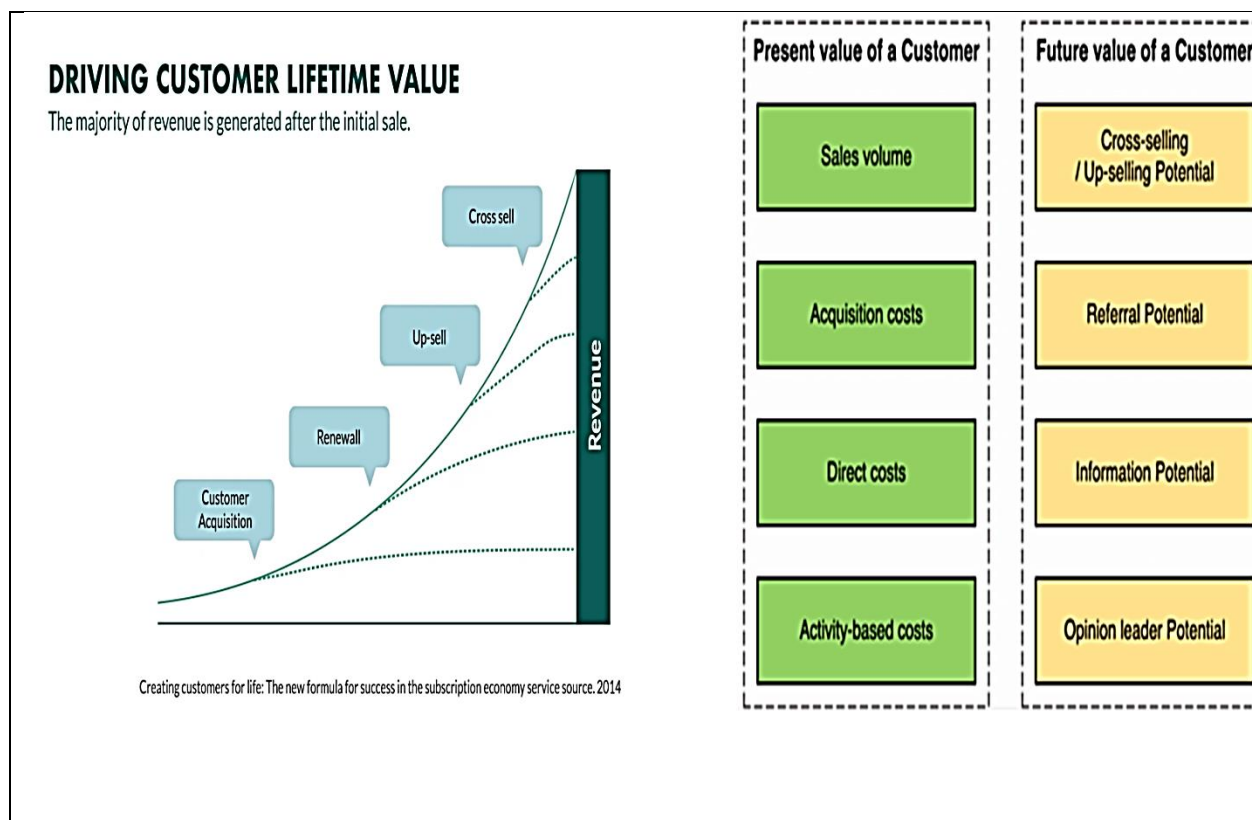 DRIVING CUSTOMER LIFETIME VALUE
The majority of revenue is generated after the initial sale.
Cross sell
Up-sell
Renewall
Customer
Acquisition
Revenue
Creating customers for life: The new formula for success in the subscription economy service source. 2014
Present value of a Customer
Sales volume
Acquisition costs
Direct costs
Activity-based costs
Future value of a Customer
Cross-selling
/ Up-selling Potential
Referral Potential
Information Potential
Opinion leader Potential